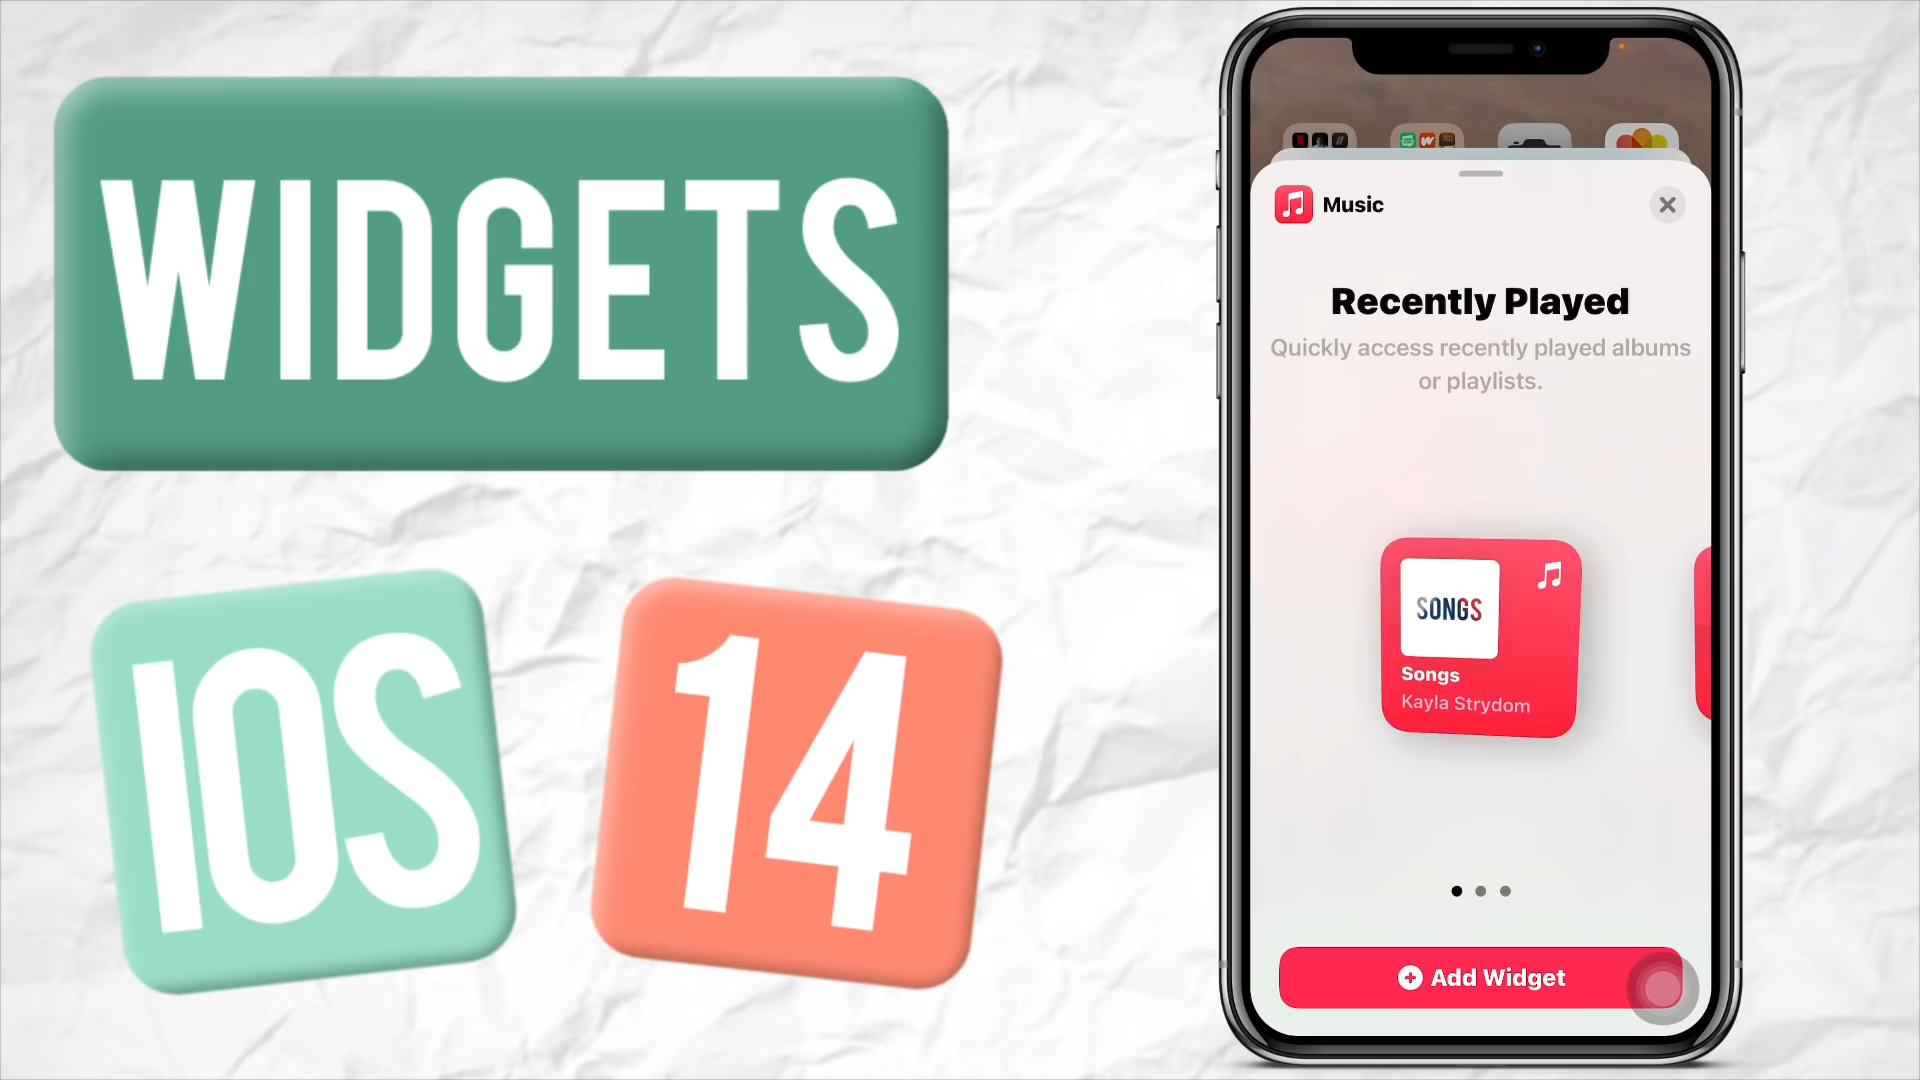 WIDGETS
IOS
14
Music
Recently Played
Quickly access recently played albums
or playlists.
SONGS
Songs
Kayla Strydom
Add Widget